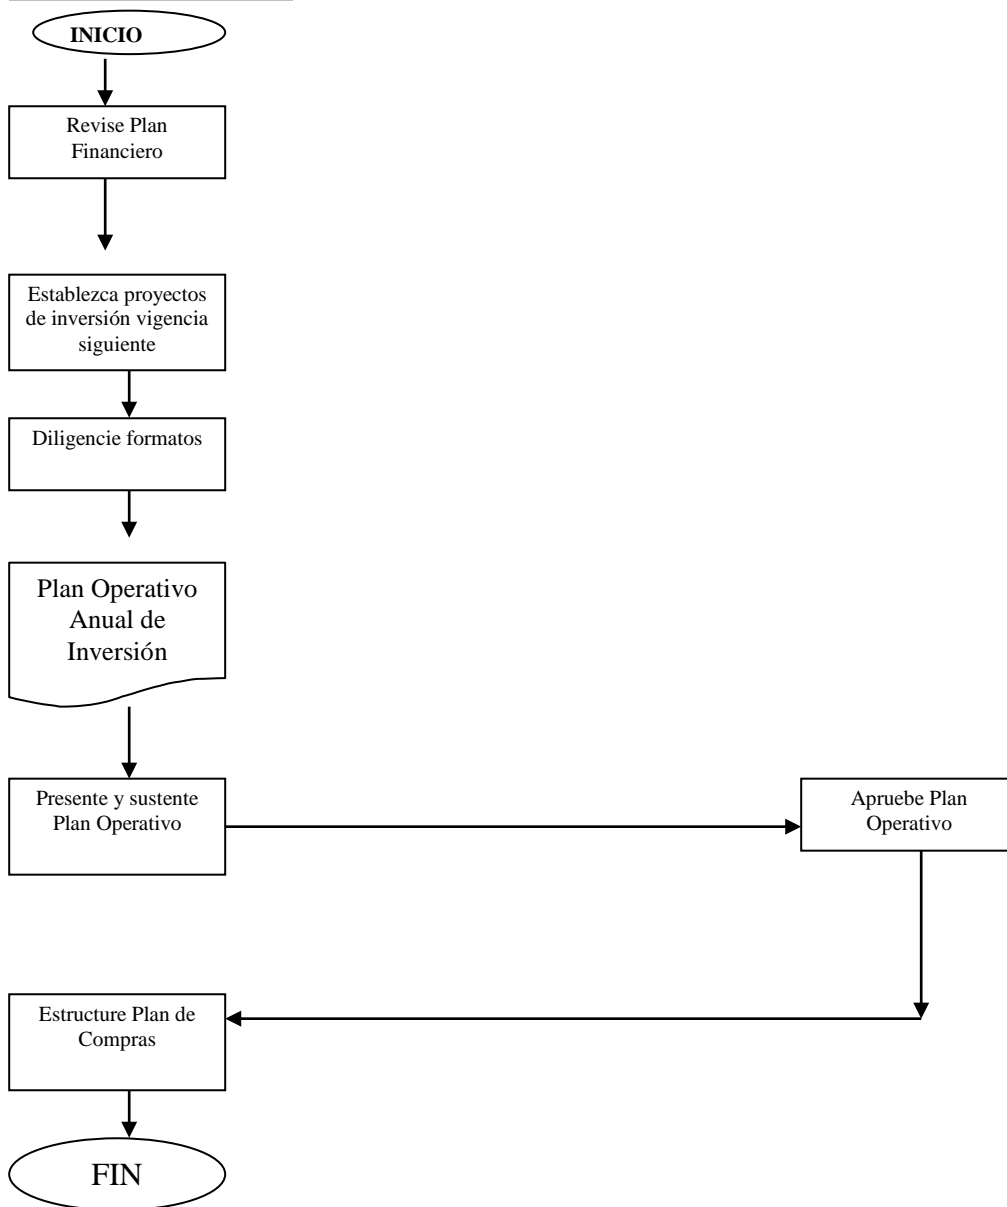 INICIO
Revise Plan
Financiero
Establezca proyectos
de inversión vigencia
siguiente
Diligencie formatos
Plan Operativo
Anual de
Inversión
Presente y sustente
Plan Operativo
Apruebe Plan
Operativo
Estructure Plan de
Compras
FIN